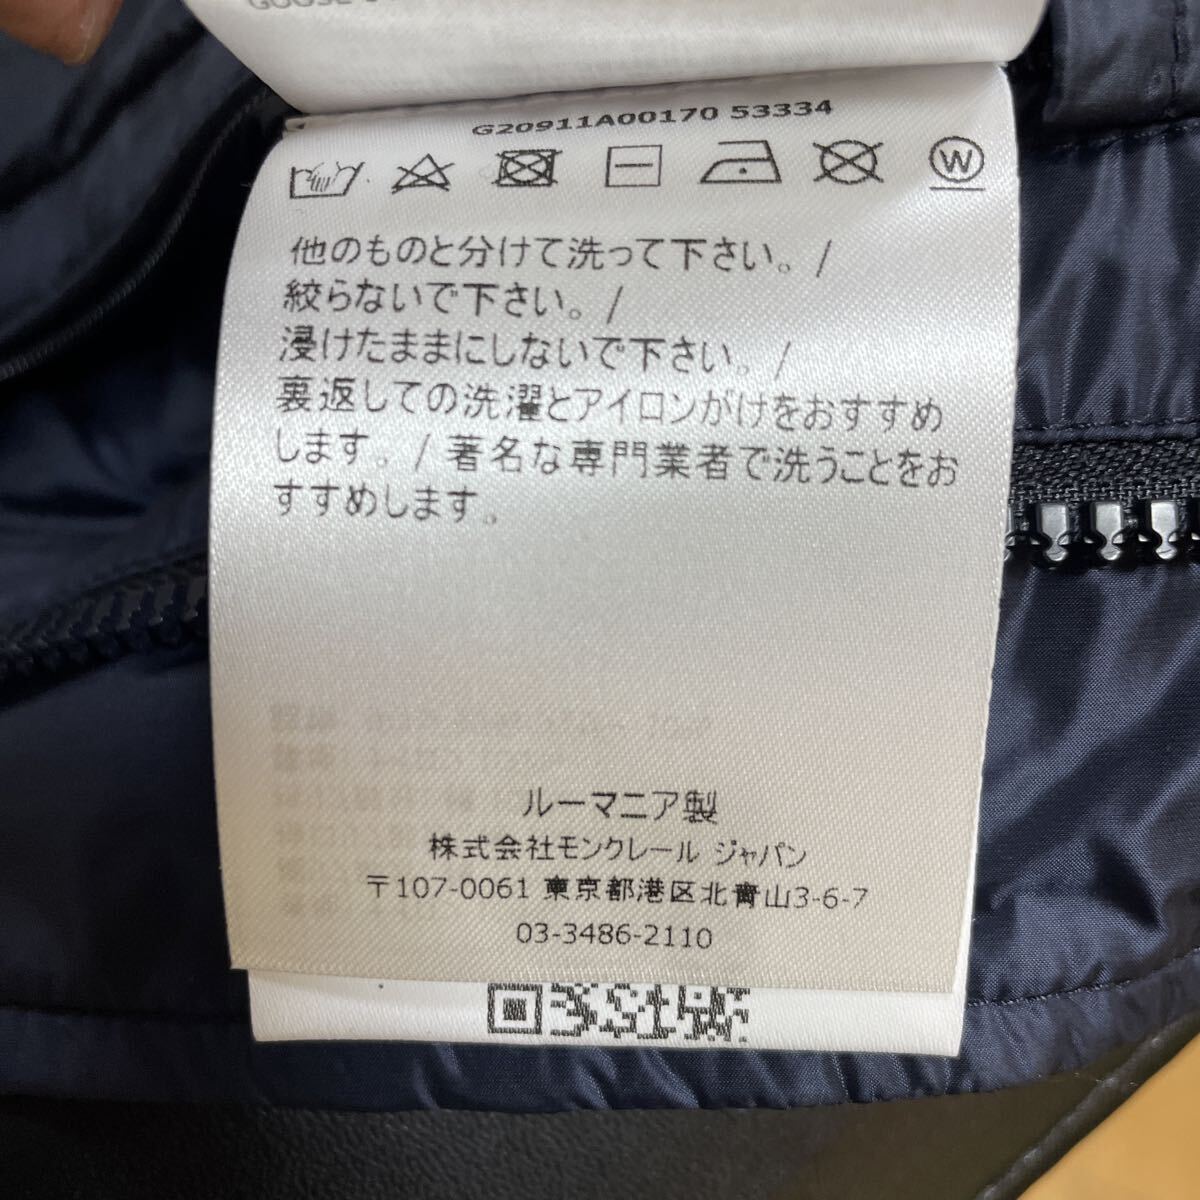 G20911A00170 53334
W
他のものと分けて洗って下さい。/
絞らないで下さい。/
浸けたままにしないで下さい。/
裏返しての洗濯とアイロンがけをおすすめ
します。/ 著名な専門業者で洗うことをお
すすめします。
ルーマニア製
株式会社モンクレール ジャパン
〒107-0061 東京都港区北青山3-6-7
03-3486-2110